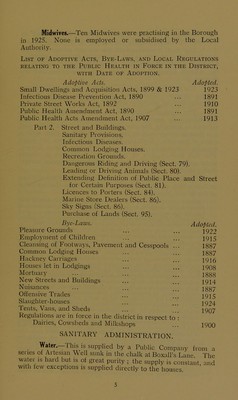 Midwives.—Ten Midwives were practising in the Borough
in 1925. None is employed or subsidised by the Local
Authority.
List of Adoptive Acts, Bye-Laws, and Local Regulations
relating to the Public Health in Force in the District,
with Date of Adoption.
Adoptive Acts. Adopted.
Small Dwellings and Acquisition Acts, 1899 & 1923 1923
Infectious Disease Prevention Act, 1890 ... 1891
Private Street Works Act, 1892 ... 1910
Public Health Amendment Act, 1890 ... 1891
Public Health Acts Amendment Act, 1907 ... 1913
Part 2. Street and Buildings.
Sanitary Provisions.
Infectious Diseases.
Common Lodging Houses.
Recreation Grounds.
Dangerous Riding and Driving (Sect. 79).
Leading or Driving Animals (Sect. 80).
Extending Definition of Public Place and Street
for Certain Purposes (Sect. 81).
Licences to Porters (Sect. 84).
Marine Store Dealers (Sect. 86).
Sky Signs (Sect. 86).
Purchase of Lands (Sect. 95).
Bye-Laws. Adopted.
Pleasure Grounds ... ... 1922
Employment of Children ... ... 1915
Cleansing of Footways, Pavement and Cesspools ... 1887
Common Lodging Houses ... ... 1887
Hackney Carriages ... ... 1916
Houses let in Lodgings ... ... 1908
Mortuary ... ... 1888
New Streets and Buildings ... ... 1914
Nuisances ... ... 1887
Offensive Trades ... ... 1915
Slaughter-houses ... ... 1924
Tents, Vans, and Sheds ... ... 1907
Regulations are in force in the district in respect to:
Dairies, Cowsheds and Milkshops ... 1900
SANITARY ADMINISTRATION.
Water.—This is supplied by a Public Company from a
series of Artesian Well sunk in the chalk at Boxall's Lane. The
water is hard but is of great purity; the supply is constant, and
with few exceptions is supplied directly to the houses.